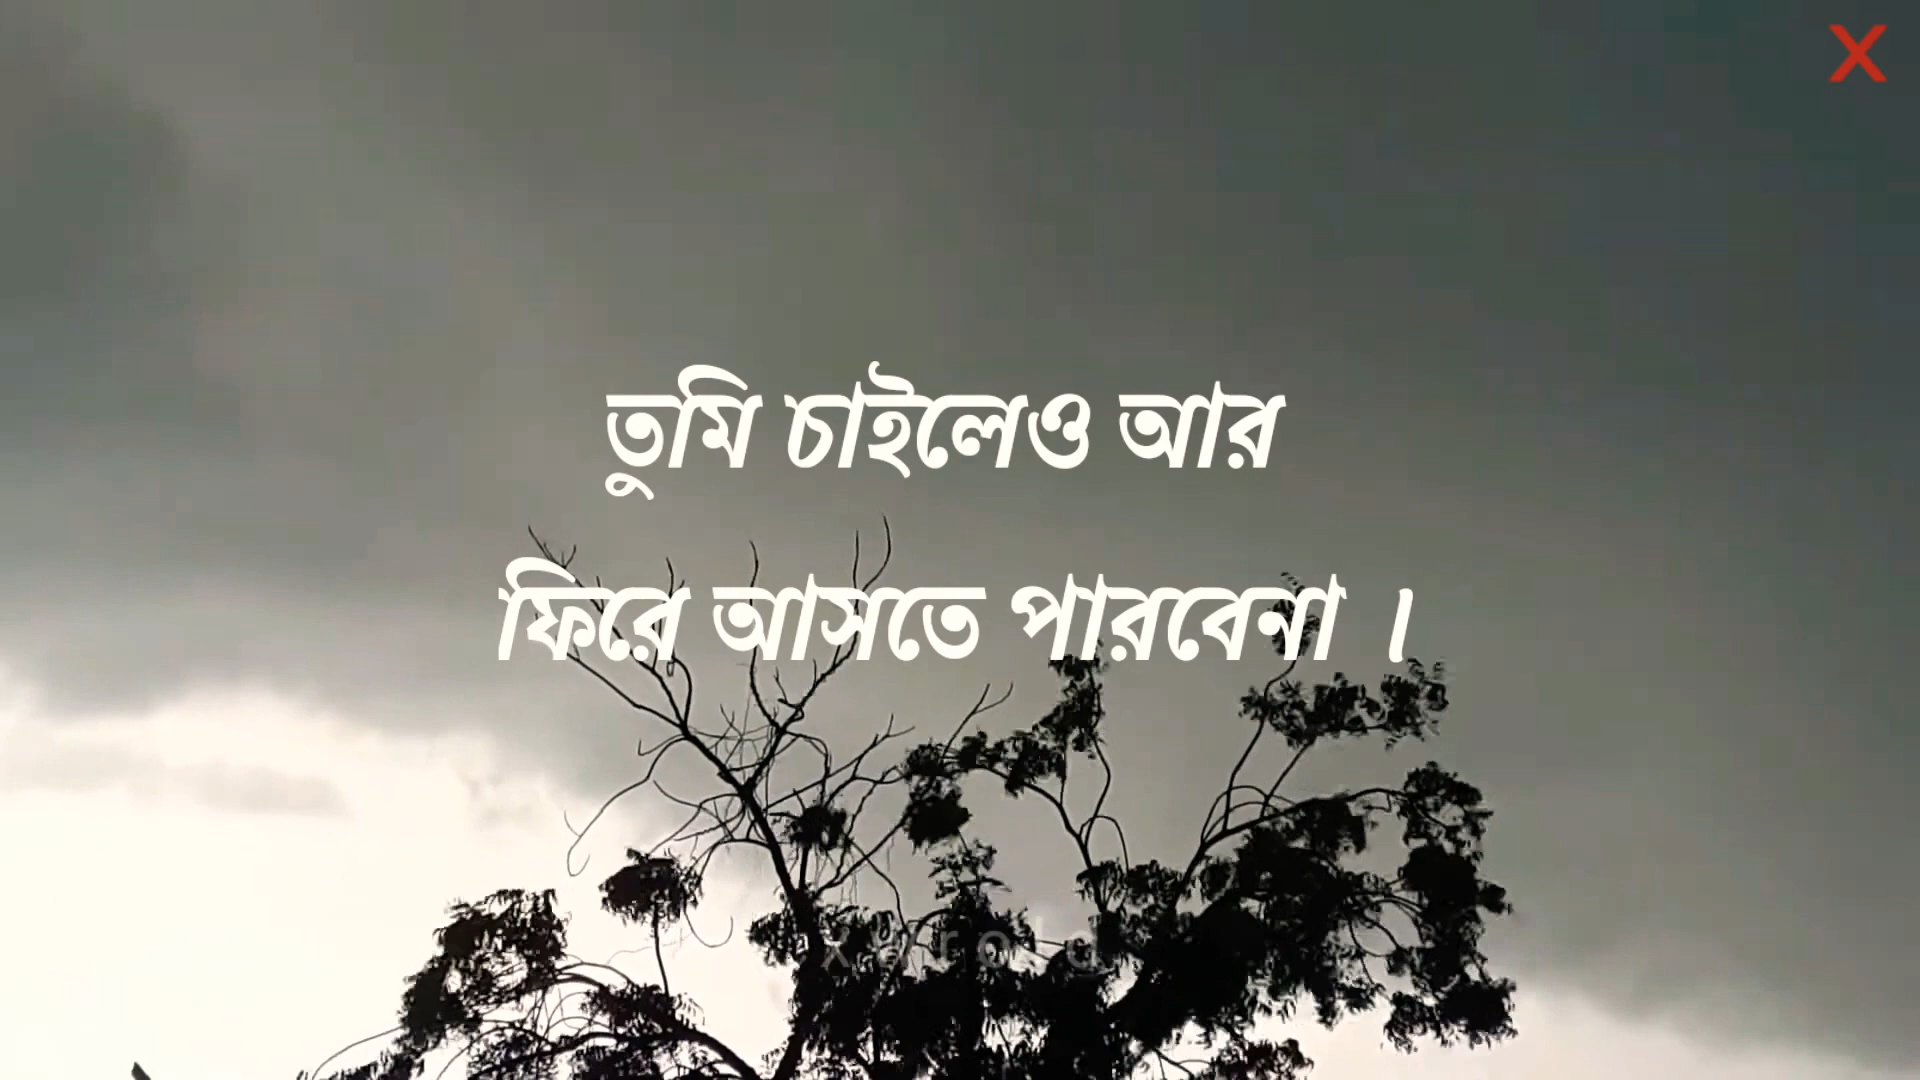 X
তুমি চাইলেও আর
ফিরে আসতে পারবেনা ।